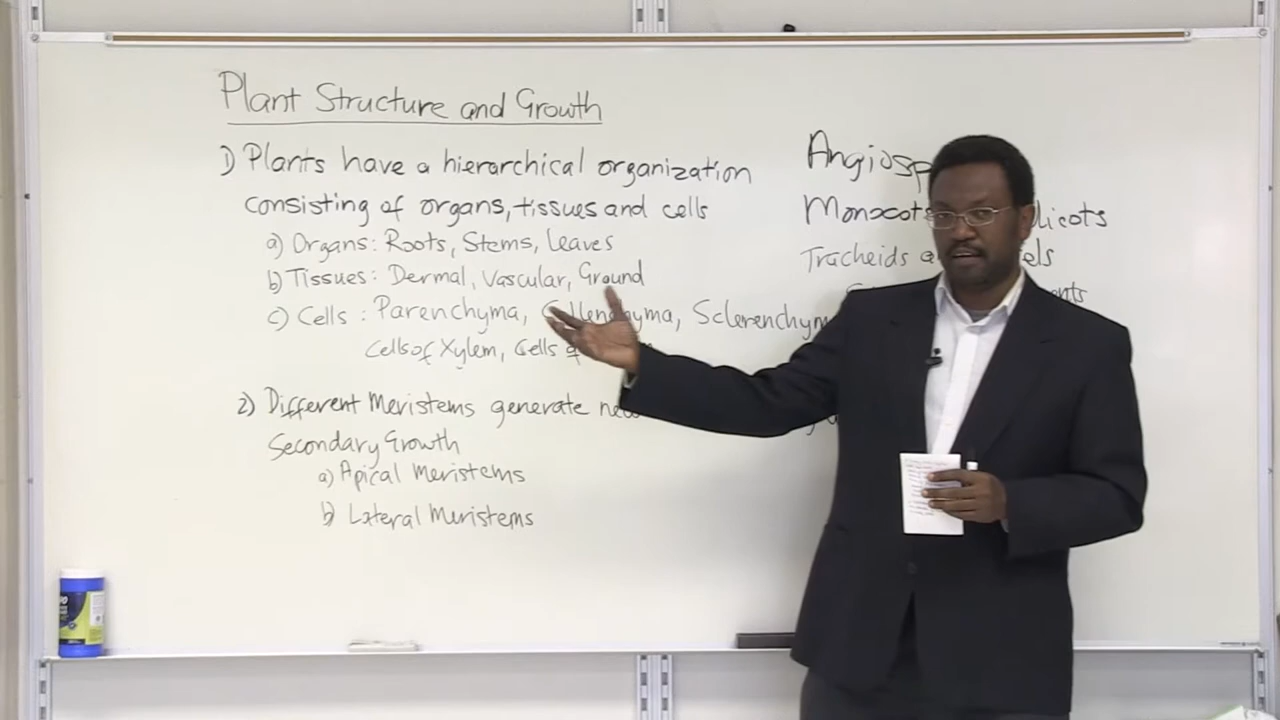 Plant Structure and Growth
1) Plants have a hierarchical organization
consisting of organs, tissues and cells
a) Organs: Roots, Stems, Leaves
b) Tissues: Dermal, Vascular, Ground
c) Cells: Parenchyma, Collenchyma, Sclerenchym
Cells of Xylem, Cells
2) Different Meristems generate
Secondary Growth
a) Apical Meristems
b) Lateral Meristems
Angiosp
Monocots dicots
Tracheids